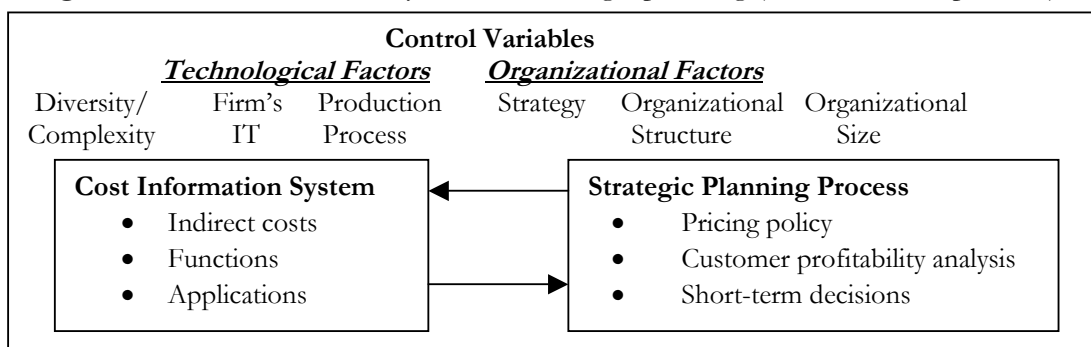 Control Variables
Technological Factors Organizational Factors
Diversity/ Firm's Production Strategy Organizational Organizational
Complexity IT Process Structure Size
Cost Information System
• Indirect costs
• Functions
• Applications
Strategic Planning Process
• Pricing policy
• Customer profitability analysis
• Short-term decisions